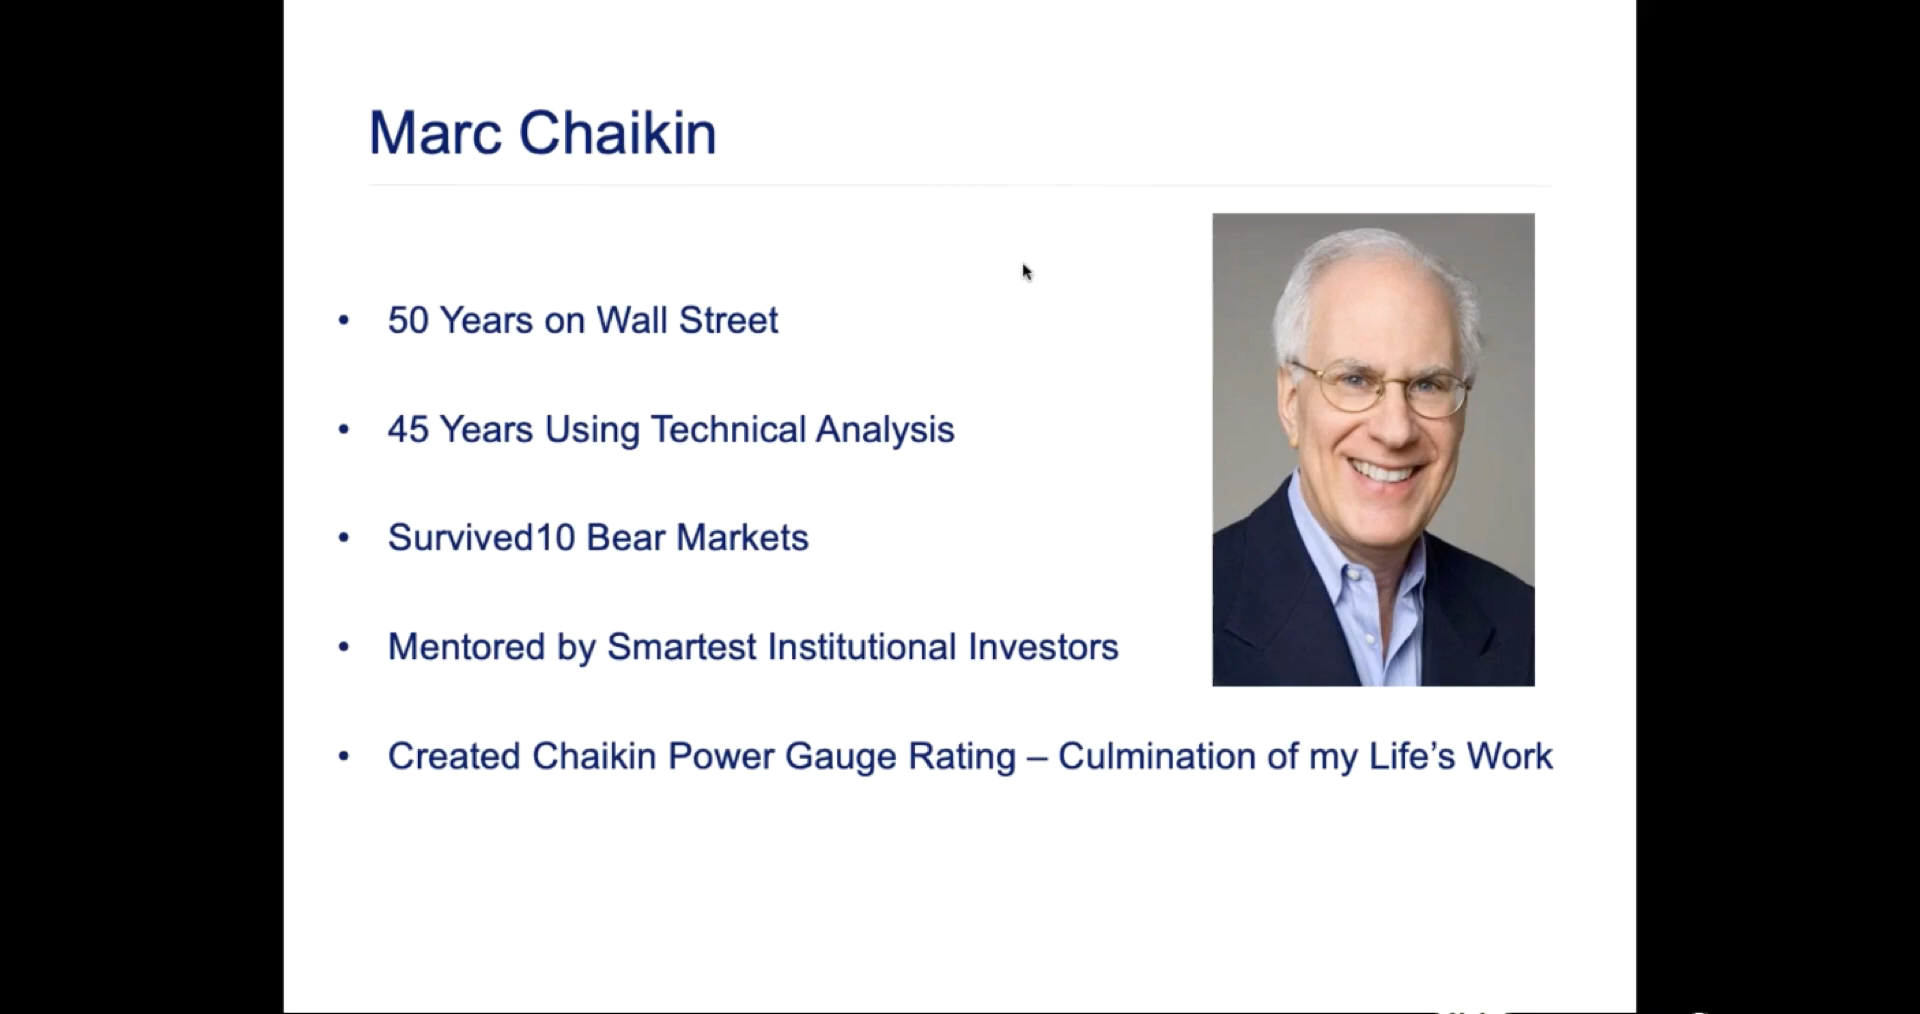 Marc Chaikin
• 50 Years on Wall Street
• 45 Years Using Technical Analysis
• Survived10 Bear Markets
• Mentored by Smartest Institutional Investors
• Created Chaikin Power Gauge Rating – Culmination of my Life’s Work